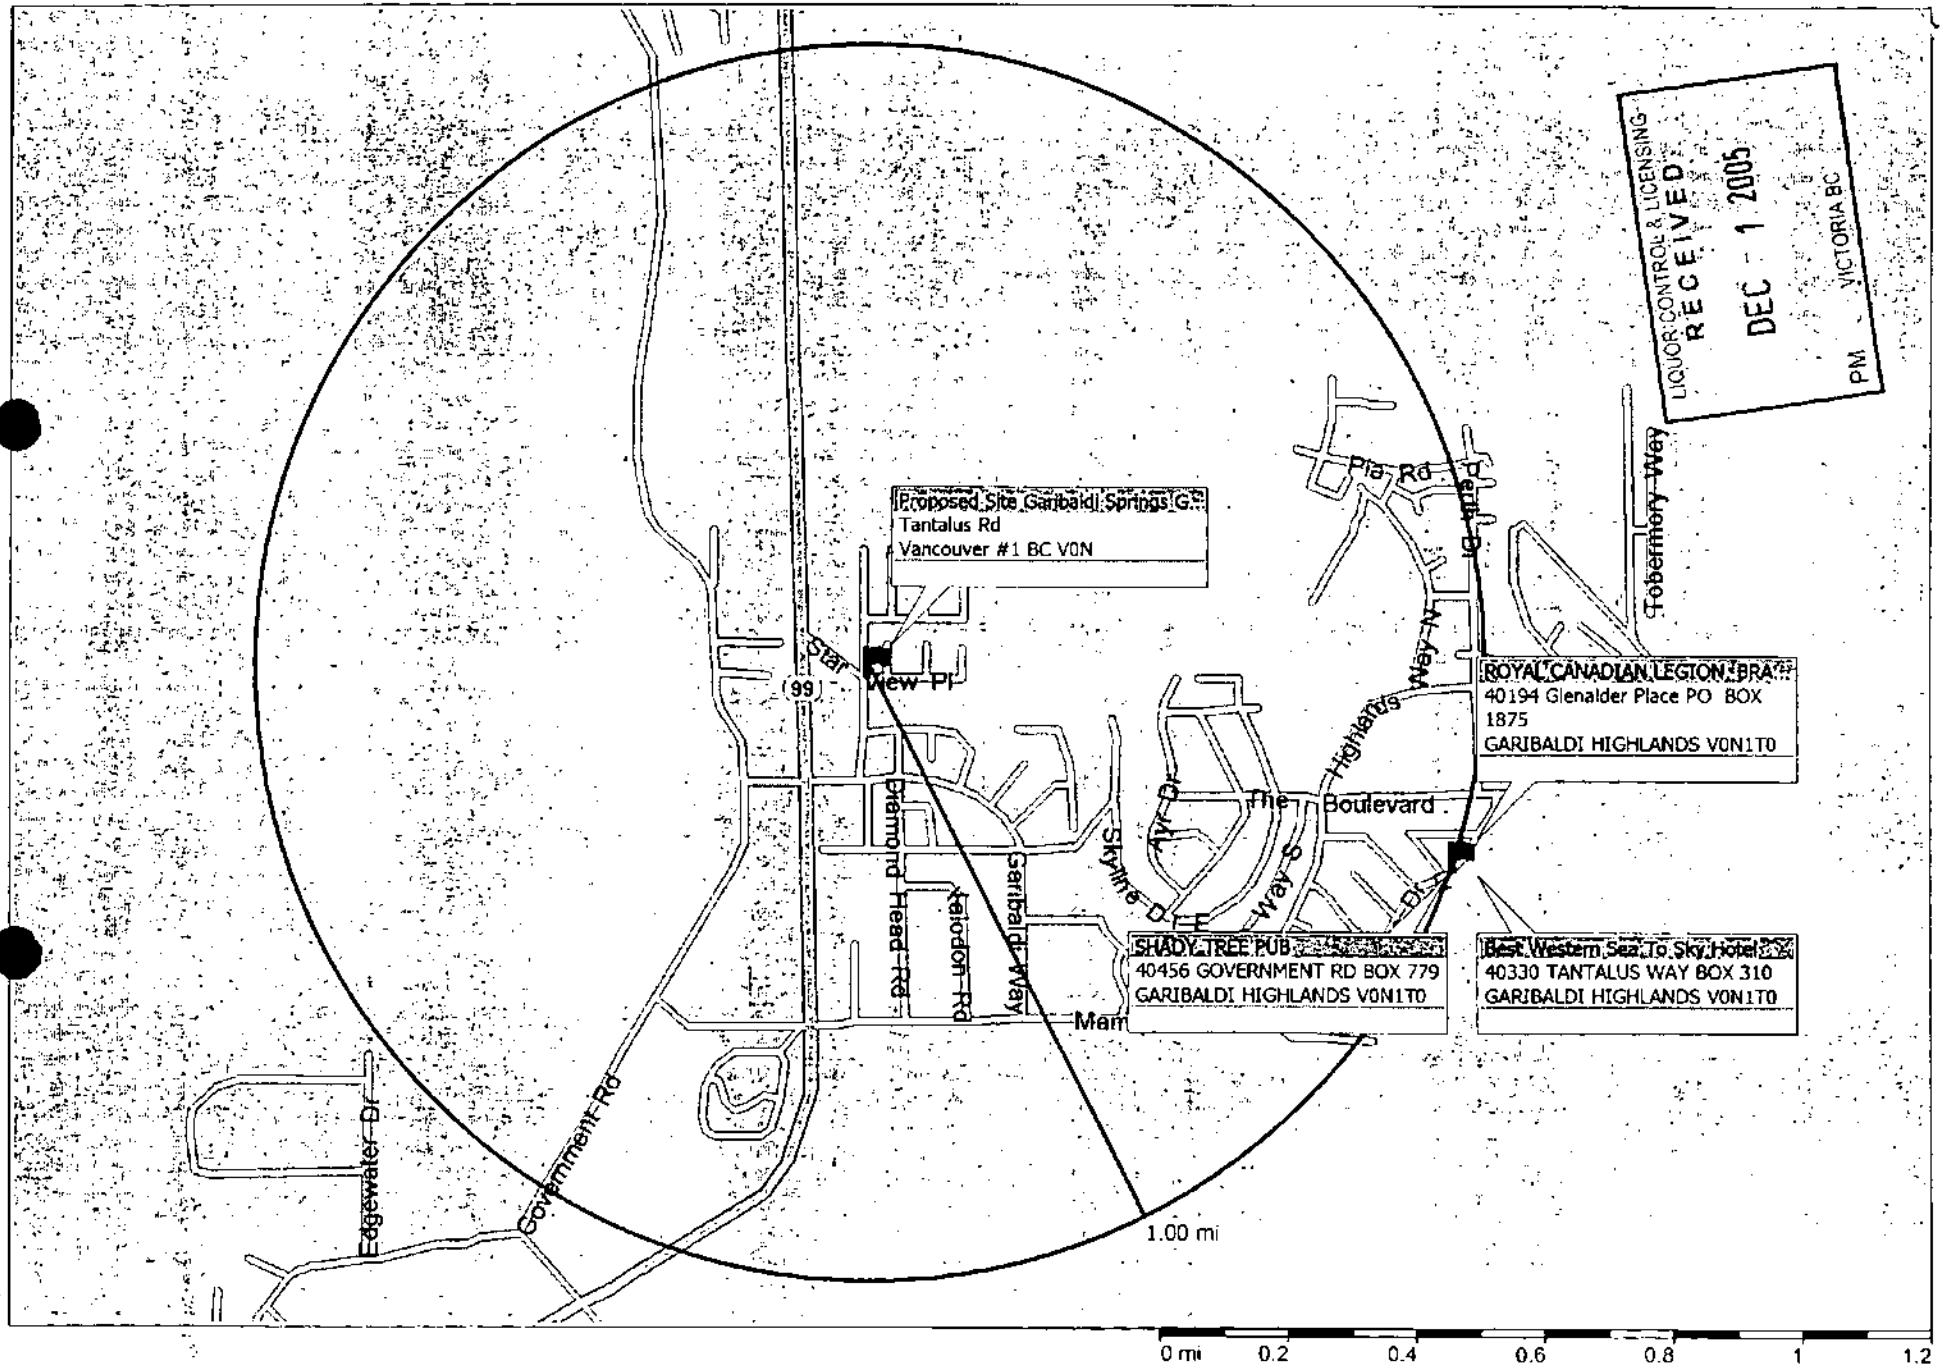 LIQUOR CONTROL & LICENSING
RECEIVED
DEC - 1 2005
PM VICTORIA BC
Pia Rd
Perth Dr
Tobermory Way
Proposed Site Garibaldi Springs G...
Tantalus Rd
Vancouver #1 BC V0N
Star
View Pl
99
Highlands Way N
ROYAL CANADIAN LEGION BRA...
40194 Glenalder Place PO BOX
1875
GARIBALDI HIGHLANDS V0N1T0
The Boulevard
Ayr Dr
Skyline Dr
Way S
Dr
E
Diamond Head Rd
Kelodon Rd
Garibaldi Way
Mam
SHADY TREE PUB
40456 GOVERNMENT RD BOX 779
GARIBALDI HIGHLANDS V0N1T0
Best Western Sea To Sky Hotel
40330 TANTALUS WAY BOX 310
GARIBALDI HIGHLANDS V0N1T0
Government Rd
Edgewater Dr
1.00 mi
0 mi 0.2 0.4 0.6 0.8 1 1.2